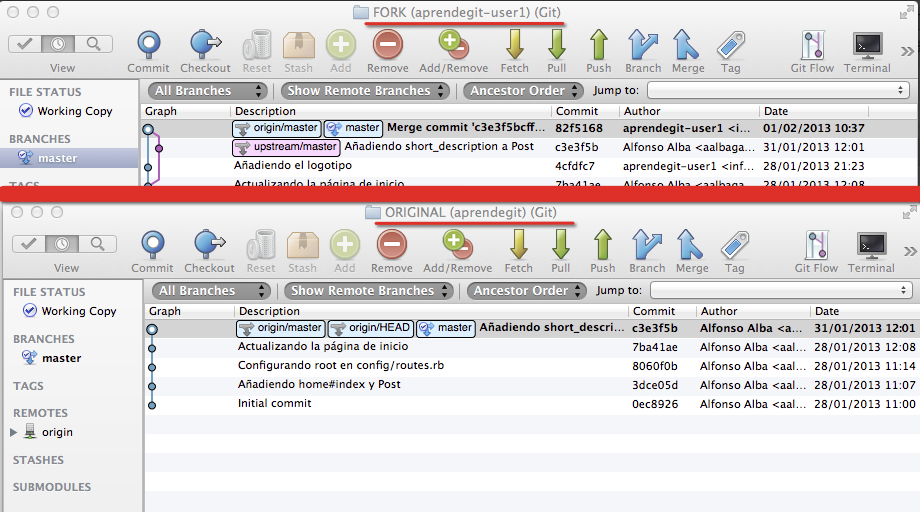 FORK (aprendegit-user1) (Git)
View Commit Checkout Reset Stash Add Remove Add/Remove Fetch Pull Push Branch Merge Tag Git Flow Terminal
All Branches Show Remote Branches Ancestor Order Jump to:
FILE STATUS
Working Copy
BRANCHES
master
TAGS
Graph Description Commit Author Date
origin/master master Merge commit 'c3e3f5bcff... 82f5168 aprendegit-user1 <i... 01/02/2013 10:37
upstream/master Añadiendo short_description a Post c3e3f5b Alfonso Alba <aalbaga... 31/01/2013 12:01
Añadiendo el logotipo 4cfdfc7 aprendegit-user1 <inf... 28/01/2013 21:23
Actualizando la página de inicio 7ba41ae Alfonso Alba <aalbaga... 28/01/2013 12:08
ORIGINAL (aprendegit) (Git)
View Commit Checkout Reset Stash Add Remove Add/Remove Fetch Pull Push Branch Merge Tag Git Flow Terminal
All Branches Show Remote Branches Ancestor Order Jump to:
FILE STATUS
Working Copy
BRANCHES
master
TAGS
REMOTES
origin
STASHES
SUBMODULES
Graph Description Commit Author Date
origin/master origin/HEAD master Añadiendo short_descri... c3e3f5b Alfonso Alba <a... 31/01/2013 12:01
Actualizando la página de inicio 7ba41ae Alfonso Alba <aal... 28/01/2013 12:08
Configurando root en config/routes.rb 8060f0b Alfonso Alba <aal... 28/01/2013 11:14
Añadiendo home#index y Post 3dce05d Alfonso Alba <aal... 28/01/2013 11:07
Initial commit 0ec8926 Alfonso Alba <aal... 28/01/2013 11:00